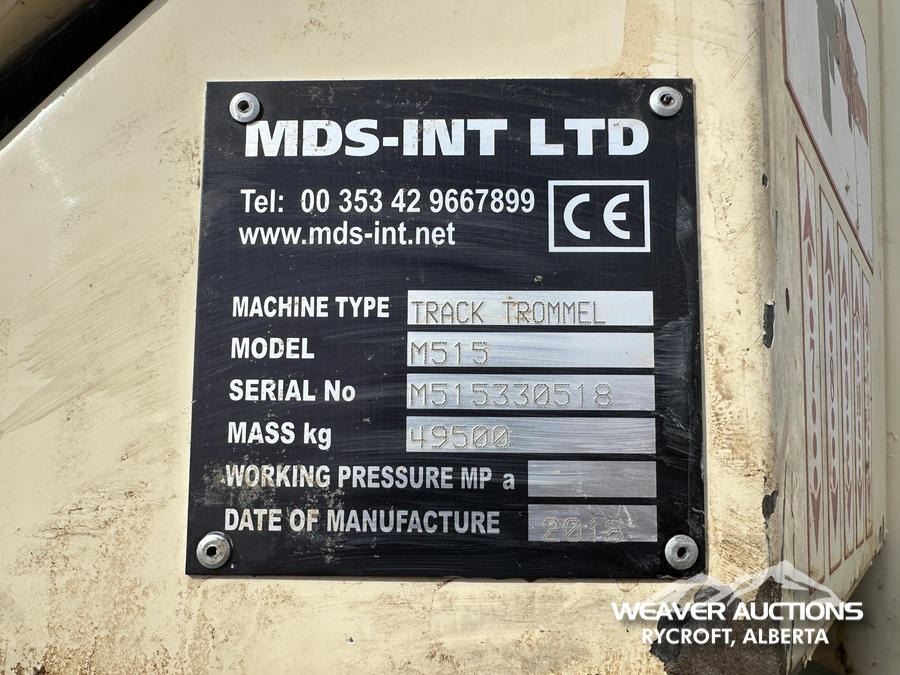 MDS-INT LTD
Tel: 00 353 42 9667899
www.mds-int.net
CE
MACHINE TYPE TRACK TROMMEL
MODEL M515
SERIAL No M515330518
MASS kg 49500
WORKING PRESSURE MP a
DATE OF MANUFACTURE 2018
WEAVER AUCTIONS
RYCROFT, ALBERTA